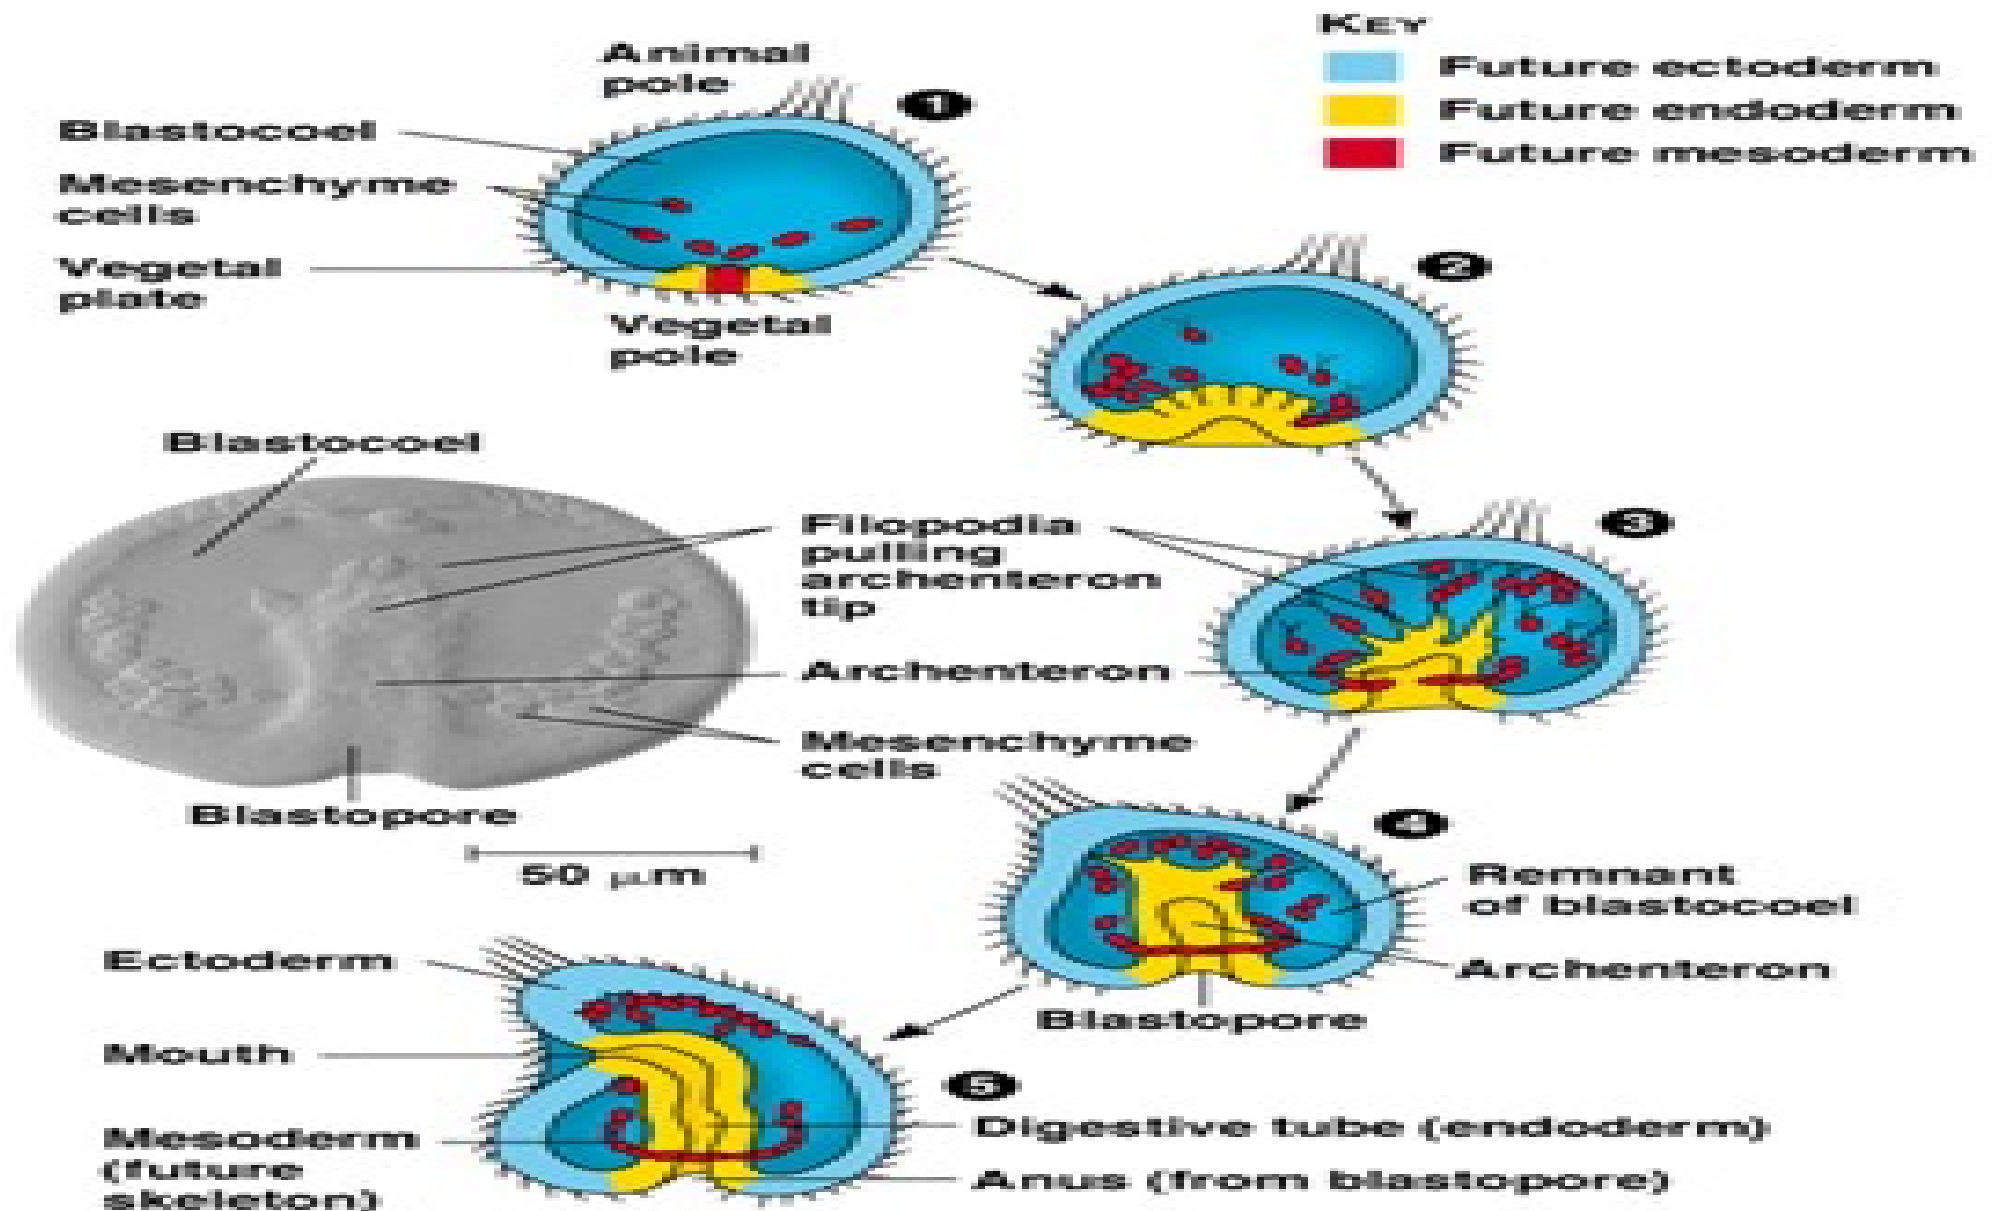 KEY
Future ectoderm
Future endoderm
Future mesoderm
Animal
pole
1
Blastocoel
Mesenchyme
cells
Vegetal
plate
Vegetal
pole
2
Blastocoel
Filopodia
pulling
archenteron
tip
3
Archenteron
Mesenchyme
cells
Blastopore
50 μm
4
Remnant
of blastocoel
Archenteron
Blastopore
Ectoderm
Mouth
5
Mesoderm
(future
skeleton)
Digestive tube (endoderm)
Anus (from blastopore)